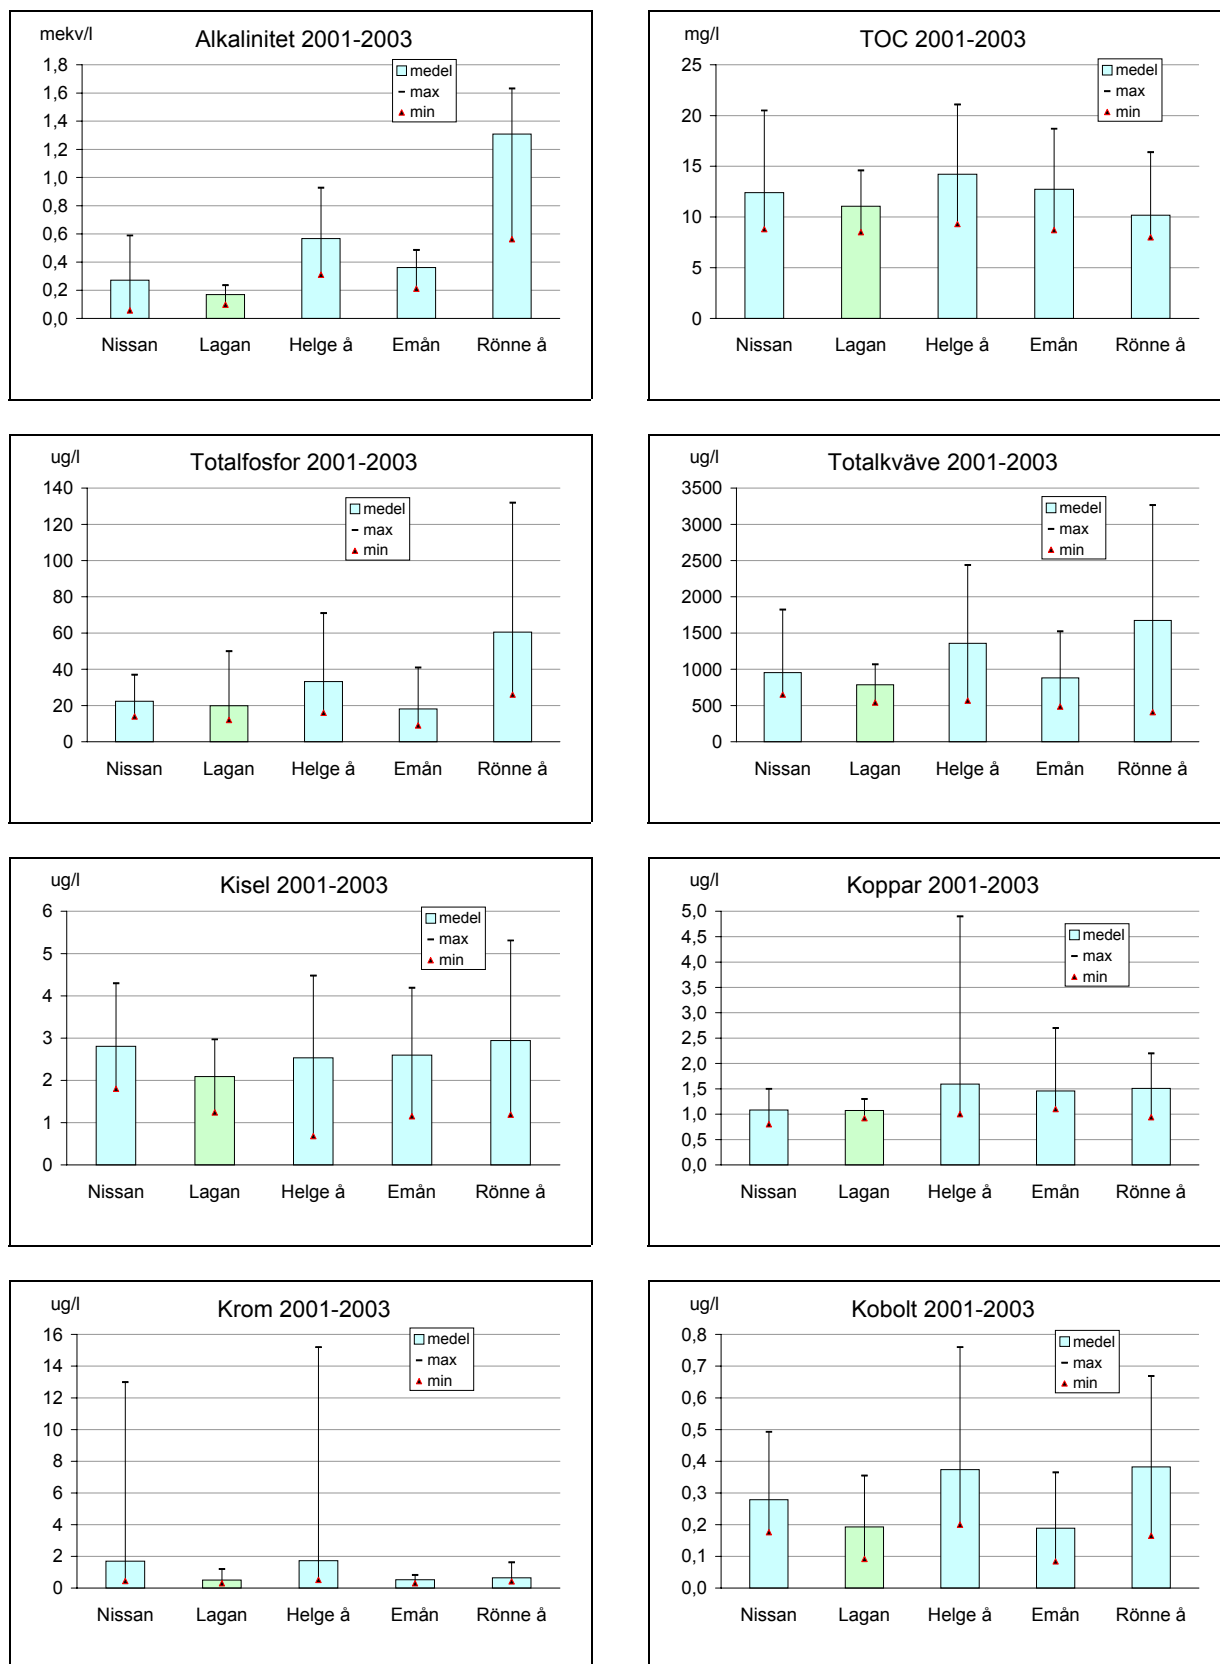 mekv/l
Alkalinitet 2001-2003
medel
max
min
1,8
1,6
1,4
1,2
1,0
0,8
0,6
0,4
0,2
0,0
Nissan Lagan Helge å Emån Rönne å
mg/l
TOC 2001-2003
medel
max
min
25
20
15
10
5
0
Nissan Lagan Helge å Emån Rönne å
ug/l
Totalfosfor 2001-2003
medel
max
min
140
120
100
80
60
40
20
0
Nissan Lagan Helge å Emån Rönne å
ug/l
Totalkväve 2001-2003
medel
max
min
3500
3000
2500
2000
1500
1000
500
0
Nissan Lagan Helge å Emån Rönne å
ug/l
Kisel 2001-2003
medel
max
min
6
5
4
3
2
1
0
Nissan Lagan Helge å Emån Rönne å
ug/l
Koppar 2001-2003
medel
max
min
5,0
4,5
4,0
3,5
3,0
2,5
2,0
1,5
1,0
0,5
0,0
Nissan Lagan Helge å Emån Rönne å
ug/l
Krom 2001-2003
medel
max
min
16
14
12
10
8
6
4
2
0
Nissan Lagan Helge å Emån Rönne å
ug/l
Kobolt 2001-2003
medel
max
min
0,8
0,7
0,6
0,5
0,4
0,3
0,2
0,1
0,0
Nissan Lagan Helge å Emån Rönne å